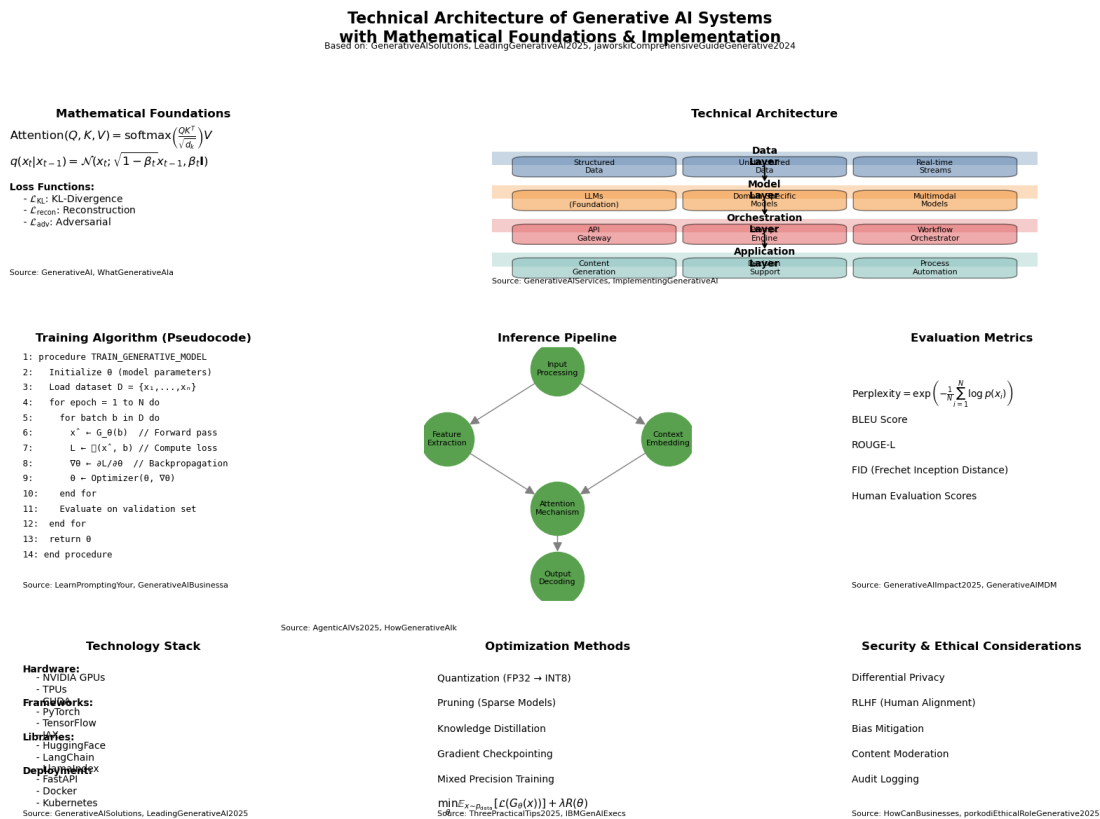 Technical Architecture of Generative AI Systems
with Mathematical Foundations & Implementation
Based on: GenerativeAISolutions, LeadingGenerativeAI2025, jaworskiComprehensiveGuideGenerative2024
Mathematical Foundations
Attention(Q, K, V) = softmax(QK^T/√d_k)V
q(x_t|x_{t−1}) = 𝒩(x_t; √1 − β_t x_{t−1}, β_t I)
Loss Functions:
- ℒ_KL: KL-Divergence
- ℒ_recon: Reconstruction
- ℒ_adv: Adversarial
Source: GenerativeAI, WhatGenerativeAIa
Technical Architecture
Data
Layer
Structured
Data
Data
Real-time
Streams
Model
Layer
LLMs
(Foundation)
Models
Multimodal
Models
Orchestration
Layer
API
Gateway
Engine
Workflow
Orchestrator
Application
Layer
Content
Generation
Support
Process
Automation
Source: GenerativeAIServices, ImplementingGenerativeAI
Training Algorithm (Pseudocode)
1: procedure TRAIN_GENERATIVE_MODEL
2: Initialize θ (model parameters)
3: Load dataset D = {x₁,...,xₙ}
4: for epoch = 1 to N do
5: for batch b in D do
6: xˆ ← G_θ(b) // Forward pass
7: L ← (xˆ, b) // Compute loss
8: ∇θ ← ∂L/∂θ // Backpropagation
9: θ ← Optimizer(θ, ∇θ)
10: end for
11: Evaluate on validation set
12: end for
13: return θ
14: end procedure
Source: LearnPromptingYour, GenerativeAIBusinessa
Inference Pipeline
Input
Processing
Feature
Extraction
Context
Embedding
Attention
Mechanism
Output
Decoding
Source: AgenticAIVs2025, HowGenerativeAIk
Evaluation Metrics
Perplexity = exp(−1/N ∑_{i=1}^{N} log p(x_i))
BLEU Score
ROUGE-L
FID (Frechet Inception Distance)
Human Evaluation Scores
Source: GenerativeAIImpact2025, GenerativeAIMDM
Technology Stack
Hardware:
- NVIDIA GPUs
- TPUs
- CUDA
Frameworks:
- PyTorch
- TensorFlow
- JAX
Libraries:
- HuggingFace
- LangChain
- LlamaIndex
Deployment:
- FastAPI
- Docker
- Kubernetes
Source: GenerativeAISolutions, LeadingGenerativeAI2025
Optimization Methods
Quantization (FP32 → INT8)
Pruning (Sparse Models)
Knowledge Distillation
Gradient Checkpointing
Mixed Precision Training
min_θ 𝔼_{x∼p_data}[ℒ(G_θ(x))] + λR(θ)
Source: ThreePracticalTips2025, IBMGenAIExecs
Security & Ethical Considerations
Differential Privacy
RLHF (Human Alignment)
Bias Mitigation
Content Moderation
Audit Logging
Source: HowCanBusinesses, porkodiEthicalRoleGenerative2025